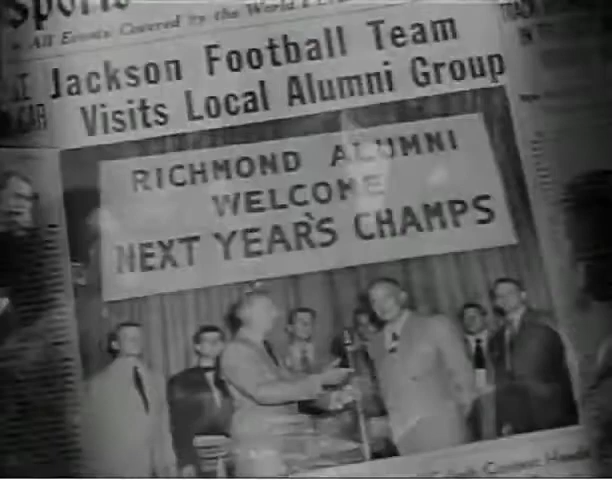 Sports
All Events Covered by the World's
Jackson Football Team
Visits Local Alumni Group
RICHMOND ALUMNI
WELCOME
NEXT YEAR'S CHAMPS